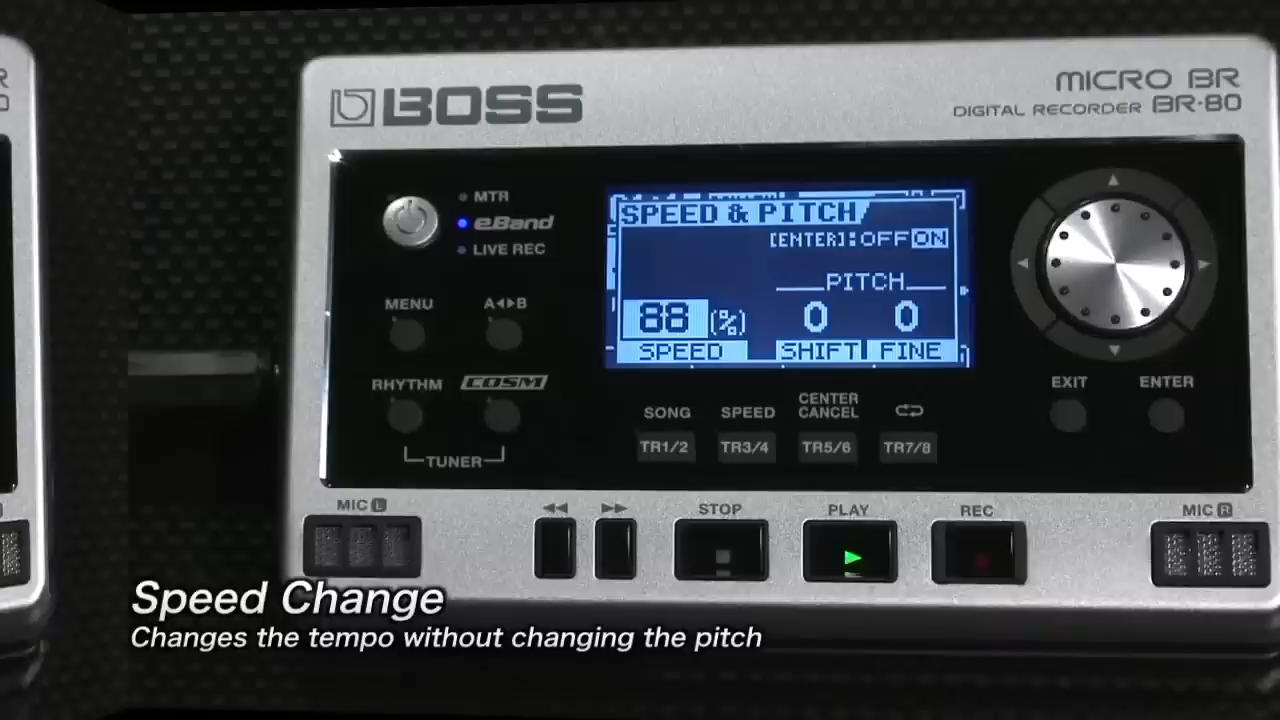 BOSS
MICRO BR
DIGITAL RECORDER BR-80
MTR
eBand
LIVE REC
MENU
A◂▸B
RHYTHM
COSM
TUNER
SPEED & PITCH
[ENTER]:OFF ON
PITCH
88 (%) 0 0
SPEED SHIFT FINE
SONG SPEED CENTER CANCEL
TR1/2 TR3/4 TR5/6 TR7/8
EXIT ENTER
MIC L
STOP PLAY REC
MIC R
Speed Change
Changes the tempo without changing the pitch